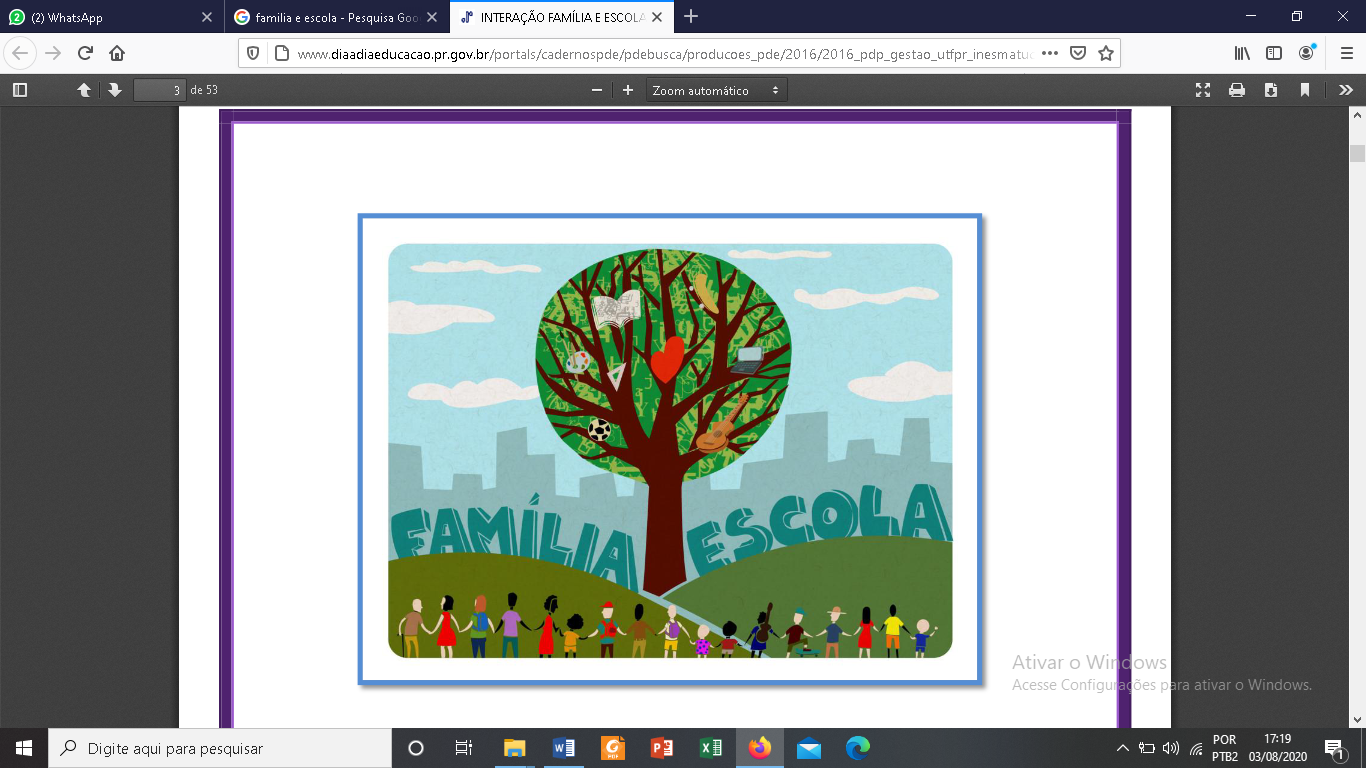 (2) WhatsApp
familia e escola - Pesquisa Goo
INTERAÇÃO FAMÍLIA E ESCOLA
www.diaadiaeducacao.pr.gov.br/portals/cadernospde/pdebusca/producoes_pde/2016/2016_pdp_gestao_utfpr_inesmatuc
3 de 53
Zoom automático
FAMÍLIA ESCOLA
Ativar o Windows
Acesse Configurações para ativar o Windows.
Digite aqui para pesquisar
POR
PTB2
17:19
03/08/2020
1